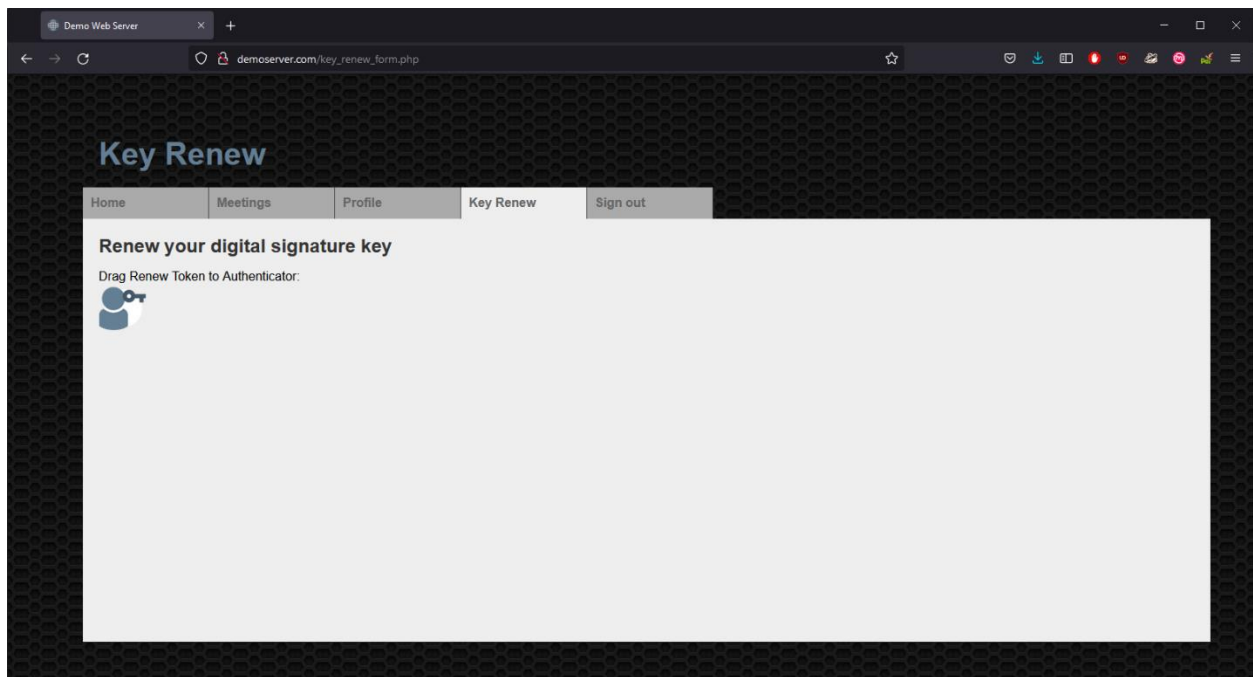 Demo Web Server
demoserver.com/key_renew_form.php
Key Renew
Home Meetings Profile Key Renew Sign out
Renew your digital signature key
Drag Renew Token to Authenticator: